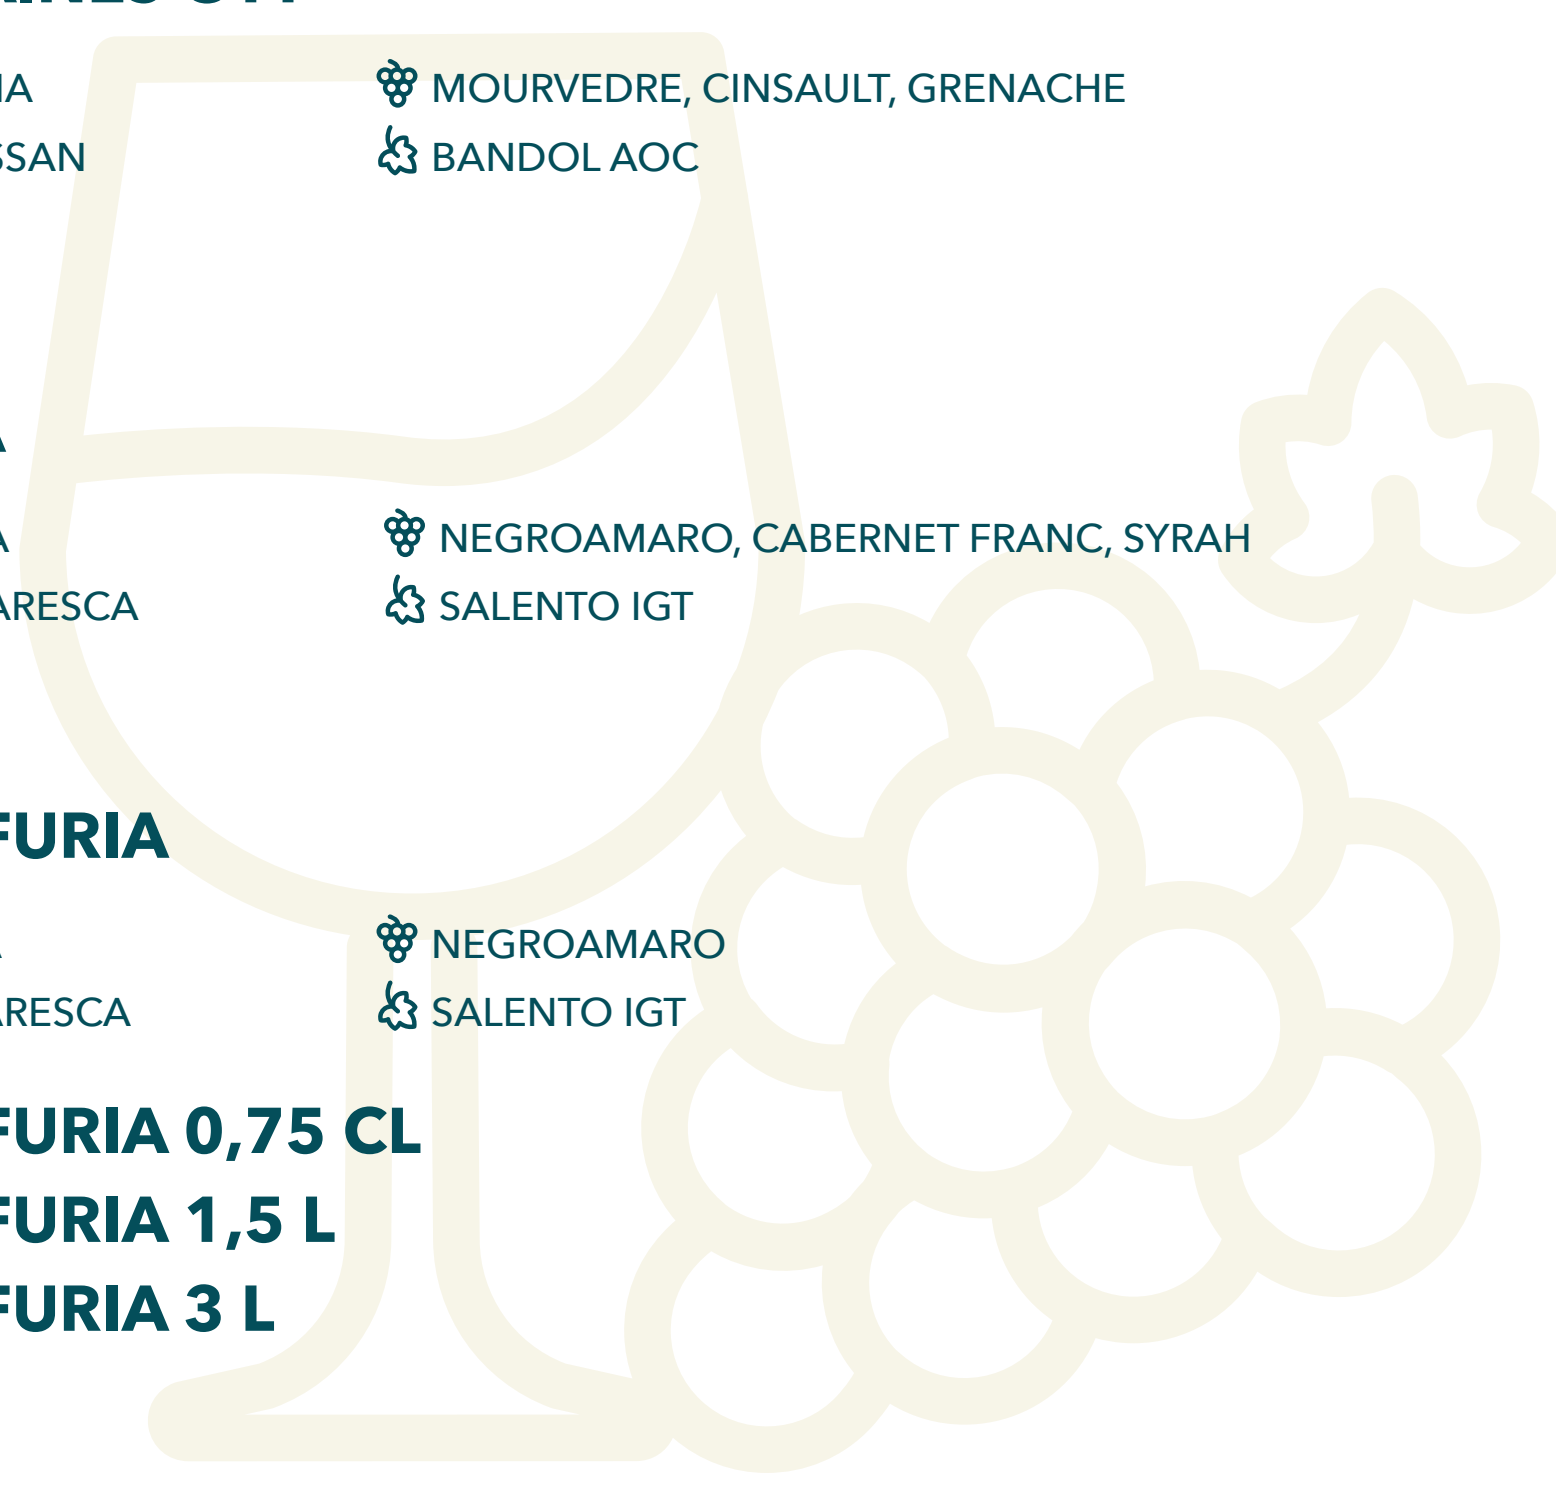 MOURVEDRE, CINSAULT, GRENACHE
BANDOL AOC
NEGROAMARO, CABERNET FRANC, SYRAH
SALENTO IGT
FURIA
NEGROAMARO
SALENTO IGT
FURIA 0,75 CL
FURIA 1,5 L
FURIA 3 L